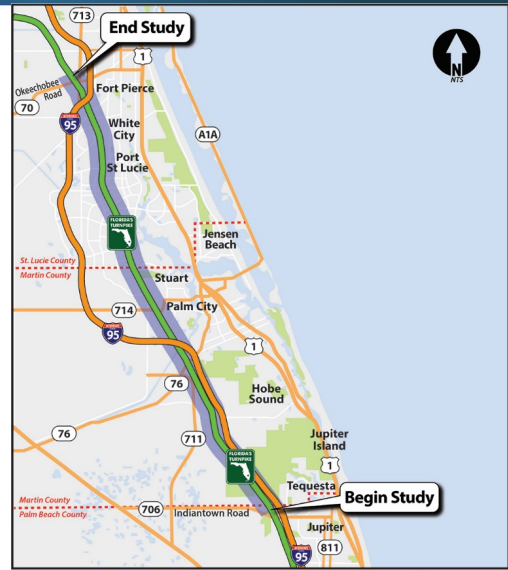 713
End Study
1
N
NTS
Okeechobee
Road
Fort Pierce
70
INTERSTATE
95
White
City
A1A
Port
St Lucie
FLORIDA'S
TURNPIKE
Jensen
Beach
St. Lucie County
Martin County
Stuart
714
Palm City
95
1
76
Hobe
Sound
76
711
Jupiter
Island
FLORIDA'S
TURNPIKE
1
Tequesta
Begin Study
Martin County
Palm Beach County
706
Indiantown Road
Jupiter
811
95